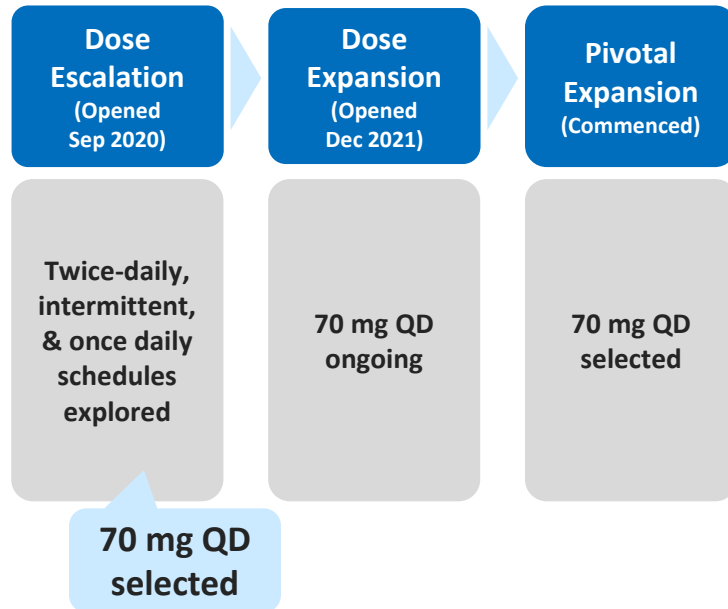 Dose
Escalation
(Opened
Sep 2020)
Dose
Expansion
(Opened
Dec 2021)
Pivotal
Expansion
(Commenced)
Twice-daily,
intermittent,
& once daily
schedules
explored
70 mg QD
ongoing
70 mg QD
selected
70 mg QD
selected